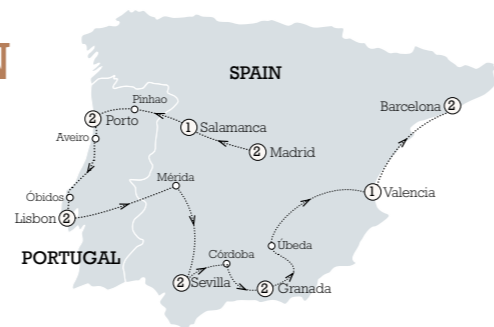 N
SPAIN
Pinhao
Barcelona 2
2 Porto
1 Salamanca
Aveiro
2 Madrid
Mérida
1 Valencia
Óbidos
Lisbon 2
Úbeda
Córdoba
PORTUGAL
2 Sevilla
2 Granada